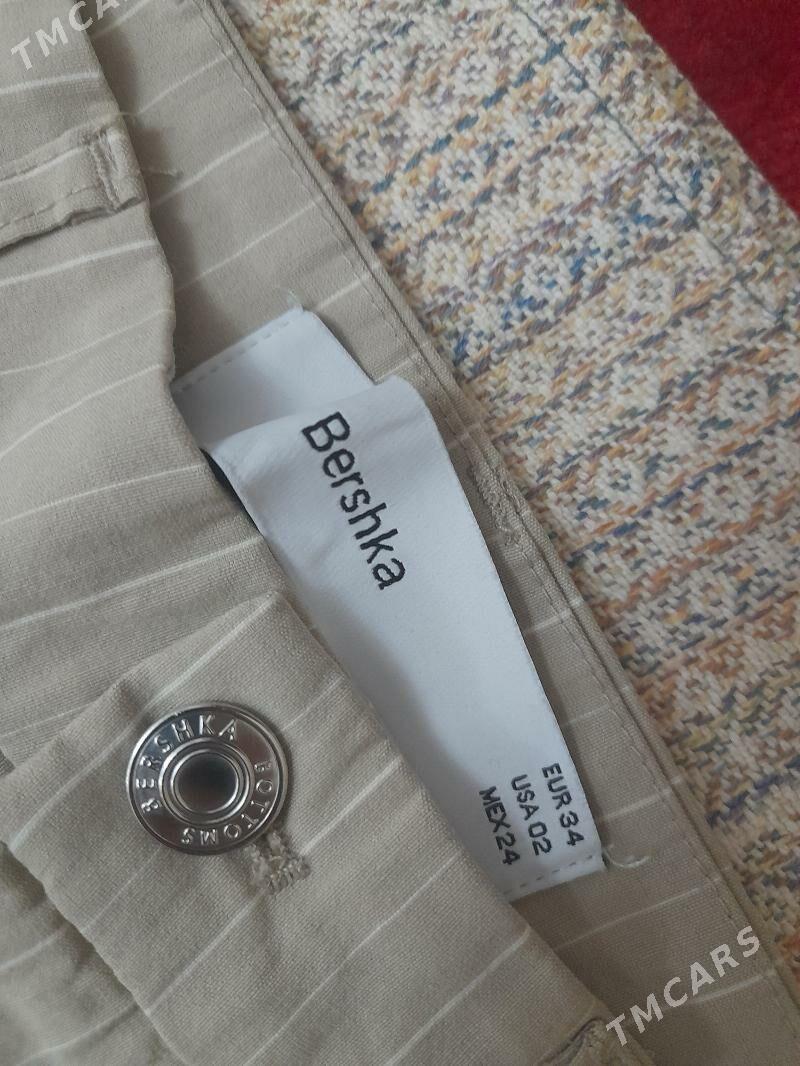 TMCARS
Bershka
EUR 34
USA 02
MEX 24
BERSHKA BOTTOMS
TMCARS